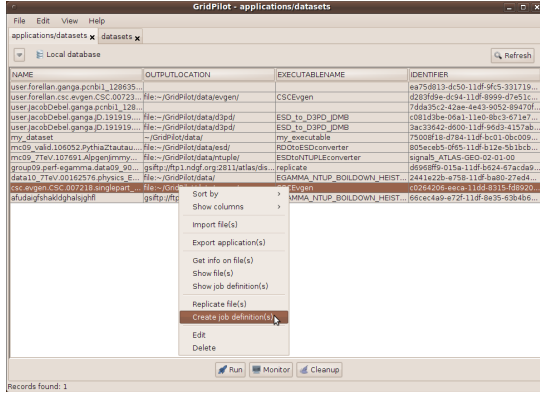 GridPilot - applications/datasets
File Edit View Help
applications/datasets x datasets x
Local database Refresh
NAME OUTPUTLOCATION EXECUTABLENAME IDENTIFIER
user.forellan.ganga.pcnbi1_128635... ea75d813-dc50-11df-9fc5-331719...
user.forellan.csc.evgen.CSC.00723... file:~/GridPilot/data/evgen/ CSCEvgen d283fd9e-dc94-11df-8999-d7e51c...
user.jacobDebel.ganga.pcnbi1_128... 7dda35c2-42ae-4e43-9052-89470f...
user.jacobDebel.ganga.JD.191919.... file:~/GridPilot/data/d3pd/ ESD_to_D3PD_JDMB c081d3be-06a1-11e0-8bc3-671e7...
user.jacobDebel.ganga.JD.191919.... file:~/GridPilot/data/d3pd/ ESD_to_D3PD_JDMB 3ac33642-d600-11df-96d3-4157ab...
my_dataset ~/GridPilot/data/ my_executable 75008f18-d784-11df-bc01-0bc009...
mc09_valid.106052.PythiaZtautau.... file:~/GridPilot/data/esd/ RDOtoESDconverter 805eceb5-0f65-11df-b12e-5b1bcb...
mc09_7TeV.107691.AlpgenJimmy... file:~/GridPilot/data/ntuple/ ESDtoNTUPLEconverter signal5_ATLAS-GEO-02-01-00
group09.perf-egamma.data09_90... gsiftp://ftp1.ndgf.org:2811/atlas/dis... replicate d6968ff9-015a-11df-b624-67acda9...
data10_7TeV.00162576.physics_E... file:~/GridPilot/data/ EGAMMA_NTUP_BOILDOWN_HEIST... 2441e22b-e758-11df-ba80-27ed4...
csc.evgen.CSC.007218.singlepart_... file:~/Grid CSCEvgen c0264206-eeca-11dd-8315-fd8920...
afudaigfshakldghalsjghfl gsiftp://ftp EGAMMA_NTUP_BOILDOWN_HEIST... 66cec4a9-e72f-11df-8e35-63b4b6...
Sort by
Show columns
Import file(s)
Export application(s)
Get info on file(s)
Show file(s)
Show job definition(s)
Replicate file(s)
Create job definition(s)
Edit
Delete
Run Monitor Cleanup
Records found: 1